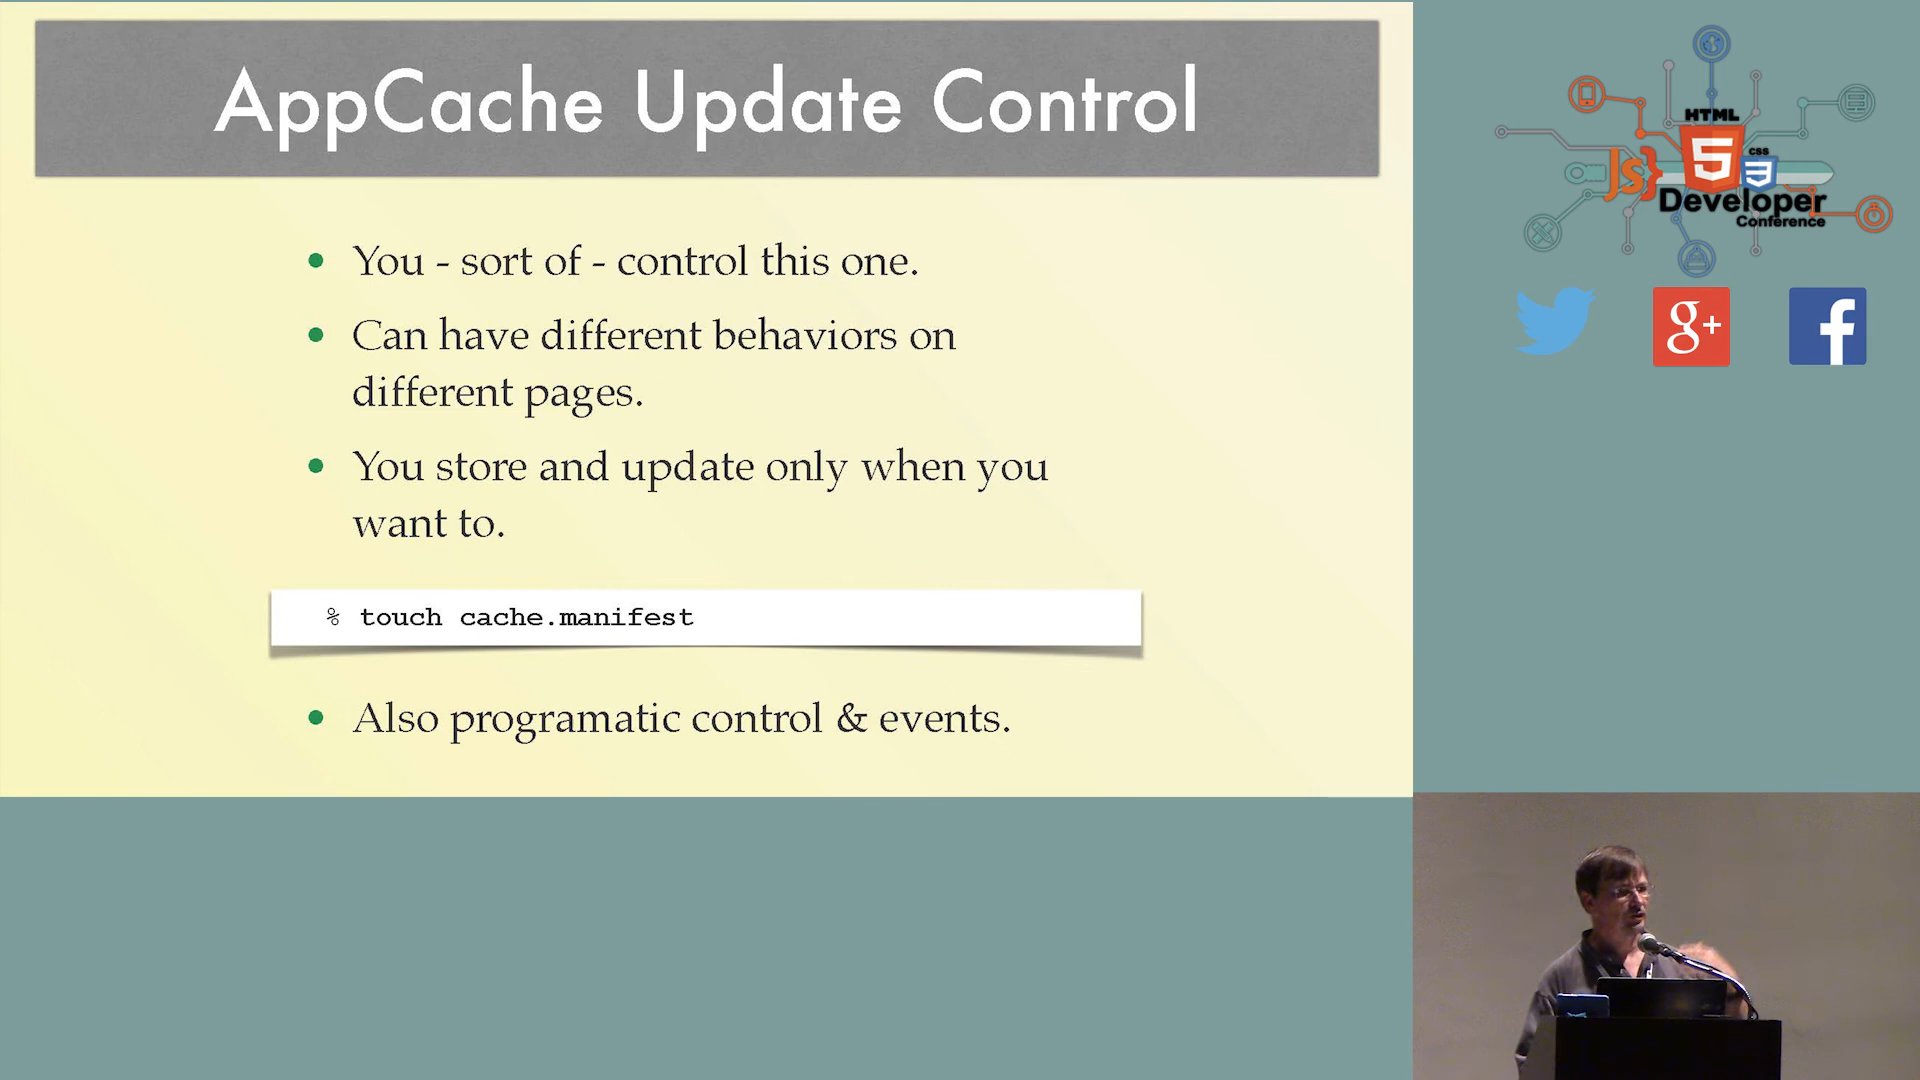 AppCache Update Control
• You - sort of - control this one.
• Can have different behaviors on
different pages.
• You store and update only when you
want to.
% touch cache.manifest
• Also programatic control & events.
HTML
5
JS}
CSS
3
Developer
Conference
g+
f